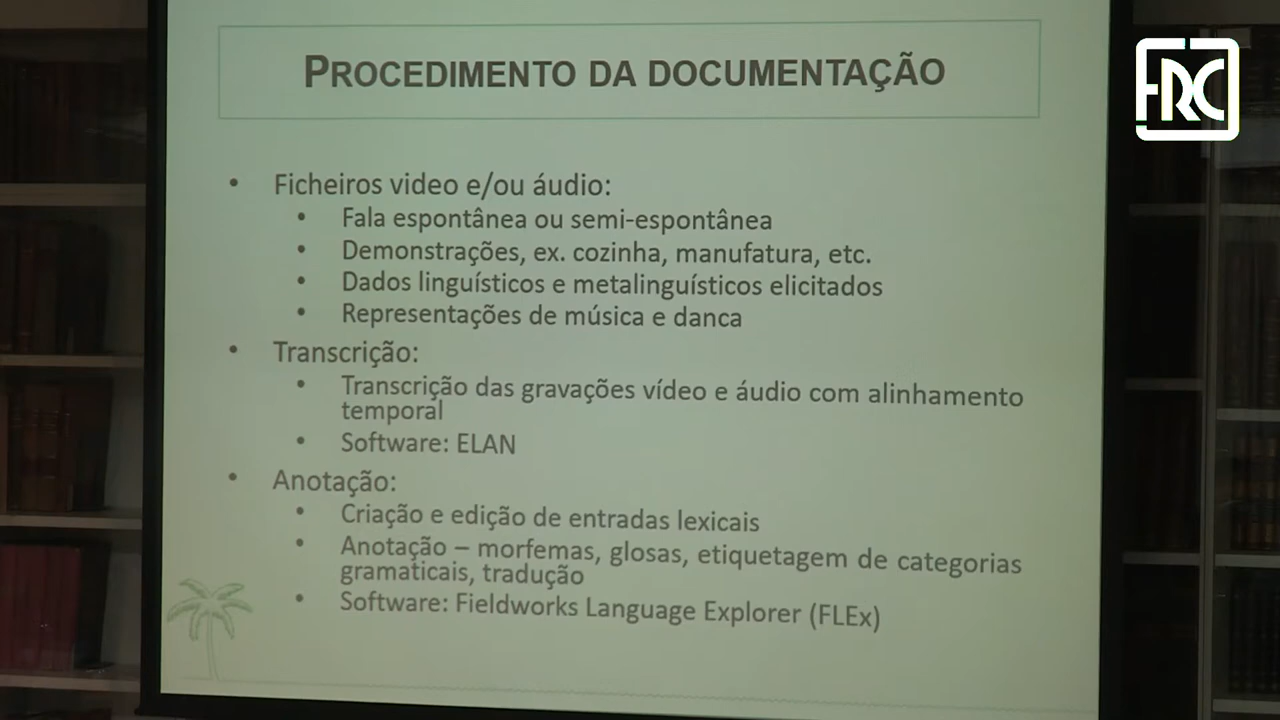 PROCEDIMENTO DA DOCUMENTAÇÃO
FRC
• Ficheiros video e/ou áudio:
• Fala espontânea ou semi-espontânea
• Demonstrações, ex. cozinha, manufatura, etc.
• Dados linguísticos e metalinguísticos elicitados
• Representações de música e danca
• Transcrição:
• Transcrição das gravações vídeo e áudio com alinhamento
temporal
• Software: ELAN
• Anotação:
• Criação e edição de entradas lexicais
• Anotação – morfemas, glosas, etiquetagem de categorias
gramaticais, tradução
• Software: Fieldworks Language Explorer (FLEx)